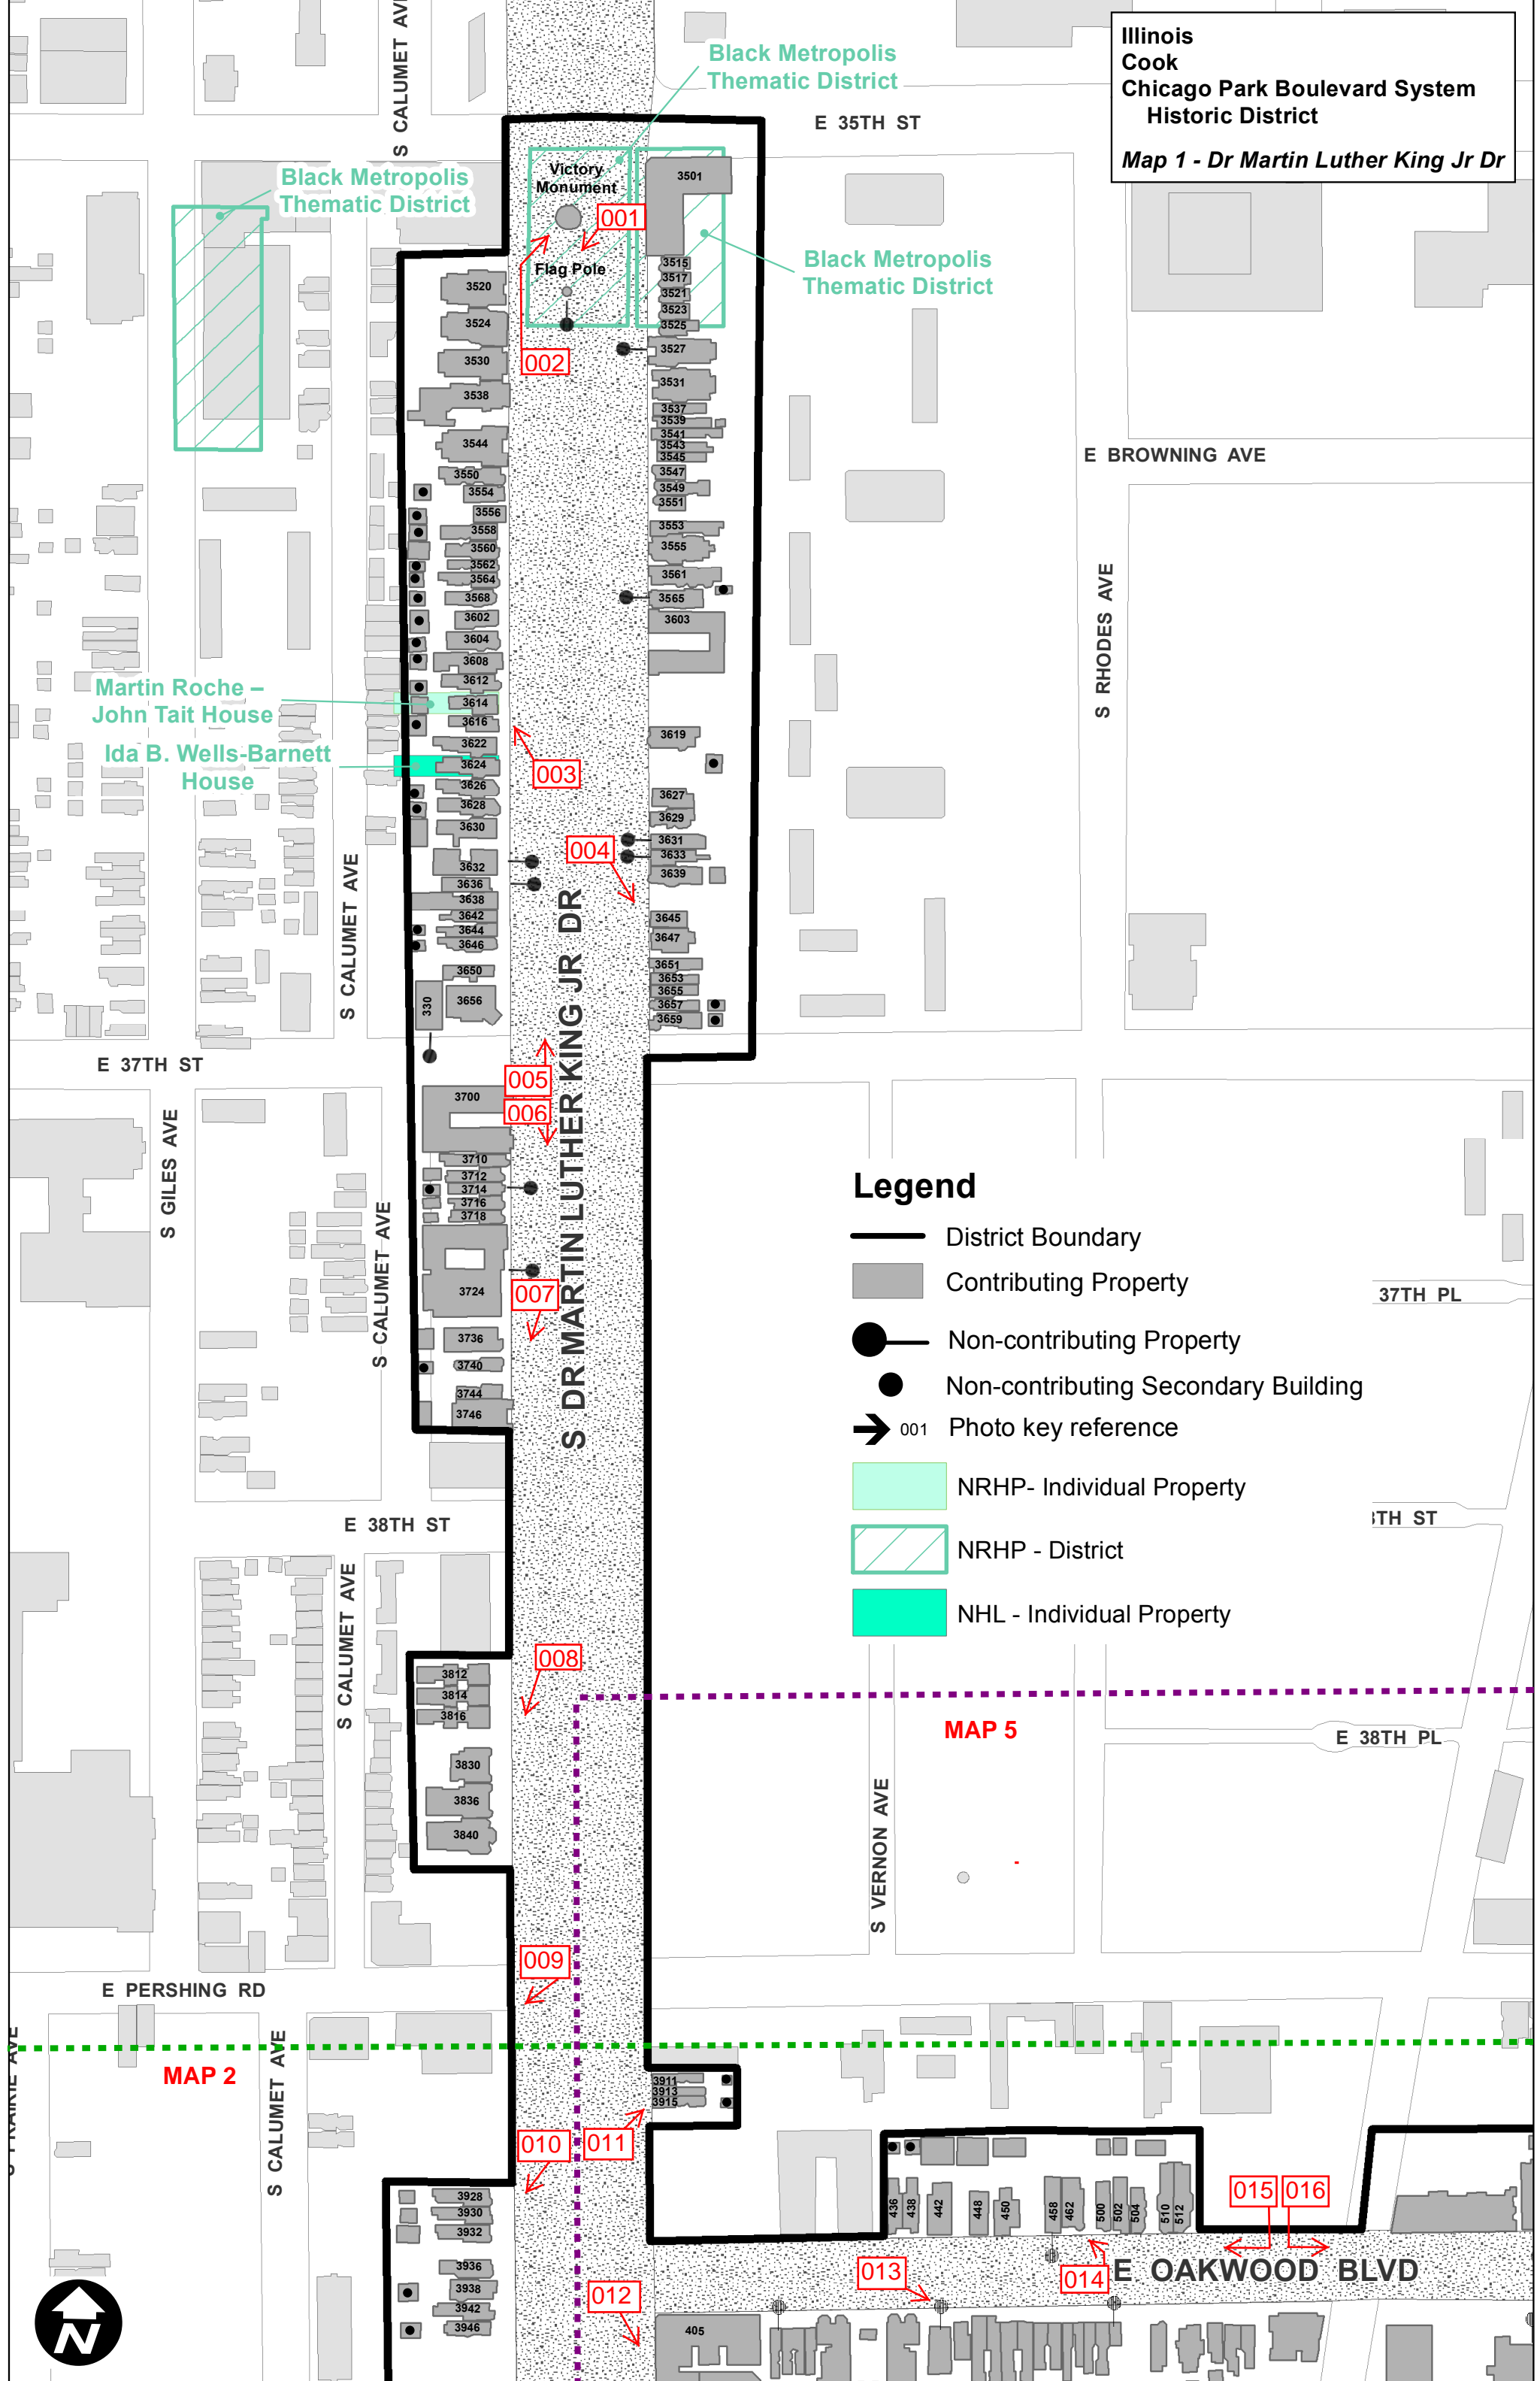 Illinois
Cook
Chicago Park Boulevard System
Historic District
Map 1 - Dr Martin Luther King Jr Dr
S CALUMET AVE
Black Metropolis
Thematic District
E 35TH ST
Black Metropolis
Thematic District
Victory
Monument
001
3501
Black Metropolis
Thematic District
Flag Pole
002
3515
3517
3521
3523
3525
3527
3531
3537
3539
3541
3543
3545
3547
3549
3551
3553
3555
3561
3565
3603
3619
3627
3629
3631
3633
3639
3645
3647
3651
3653
3655
3657
3659
3520
3524
3530
3538
3544
3550
3554
3556
3558
3560
3562
3564
3568
3602
3604
3608
3612
3614
3616
3622
3624
3626
3628
3630
3632
3636
3638
3642
3644
3646
3650
3656
330
E BROWNING AVE
S RHODES AVE
Martin Roche –
John Tait House
Ida B. Wells-Barnett
House
003
004
S CALUMET AVE
S DR MARTIN LUTHER KING JR DR
E 37TH ST
005
006
S GILES AVE
S CALUMET AVE
3700
3710
3712
3714
3716
3718
3724
3736
3740
3744
3746
007
Legend
District Boundary
Contributing Property
Non-contributing Property
Non-contributing Secondary Building
001 Photo key reference
NRHP- Individual Property
NRHP - District
NHL - Individual Property
37TH PL
TH ST
E 38TH ST
S CALUMET AVE
008
3812
3814
3816
3830
3836
3840
MAP 5
E 38TH PL
S VERNON AVE
009
E PERSHING RD
MAP 2
S CALUMET AVE
3911
3913
3915
010
011
3928
3930
3932
3936
3938
3942
3946
436
438
442
448
450
458
462
500
502
504
510
512
015
016
013
014
E OAKWOOD BLVD
012
405
N